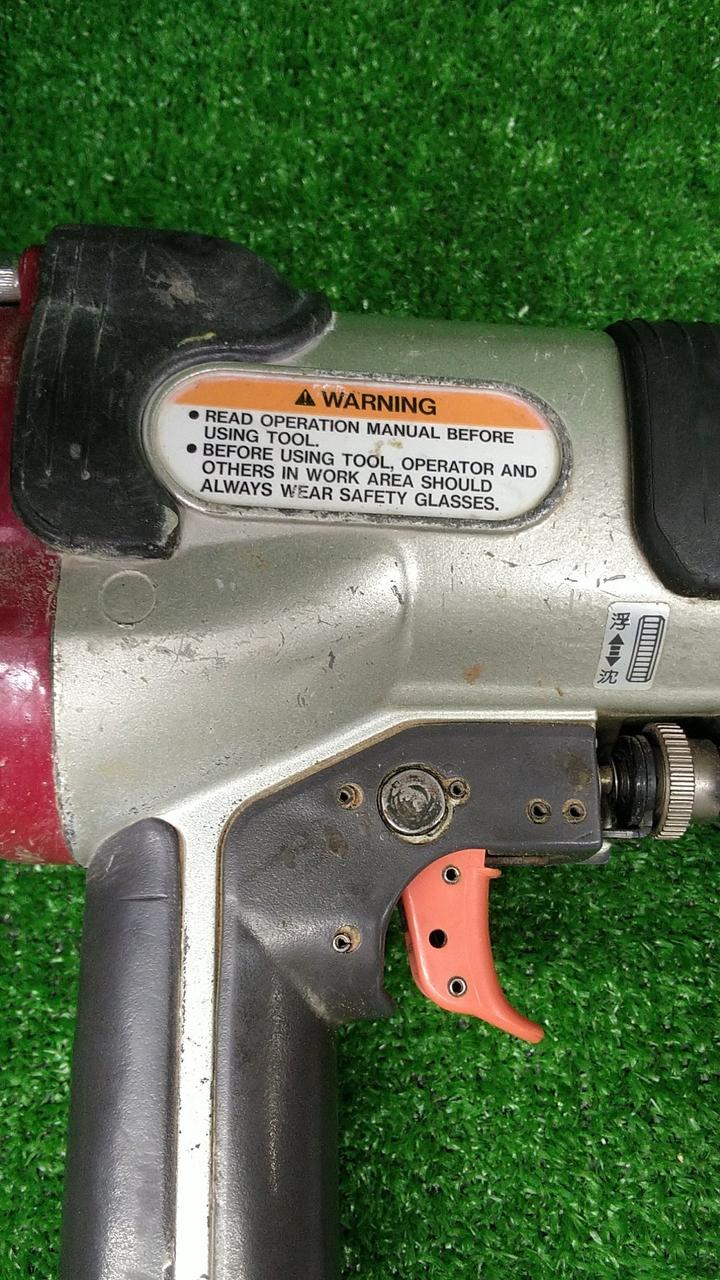 WARNING
● READ OPERATION MANUAL BEFORE
USING TOOL.
● BEFORE USING TOOL, OPERATOR AND
OTHERS IN WORK AREA SHOULD
ALWAYS WEAR SAFETY GLASSES.
浮
沈